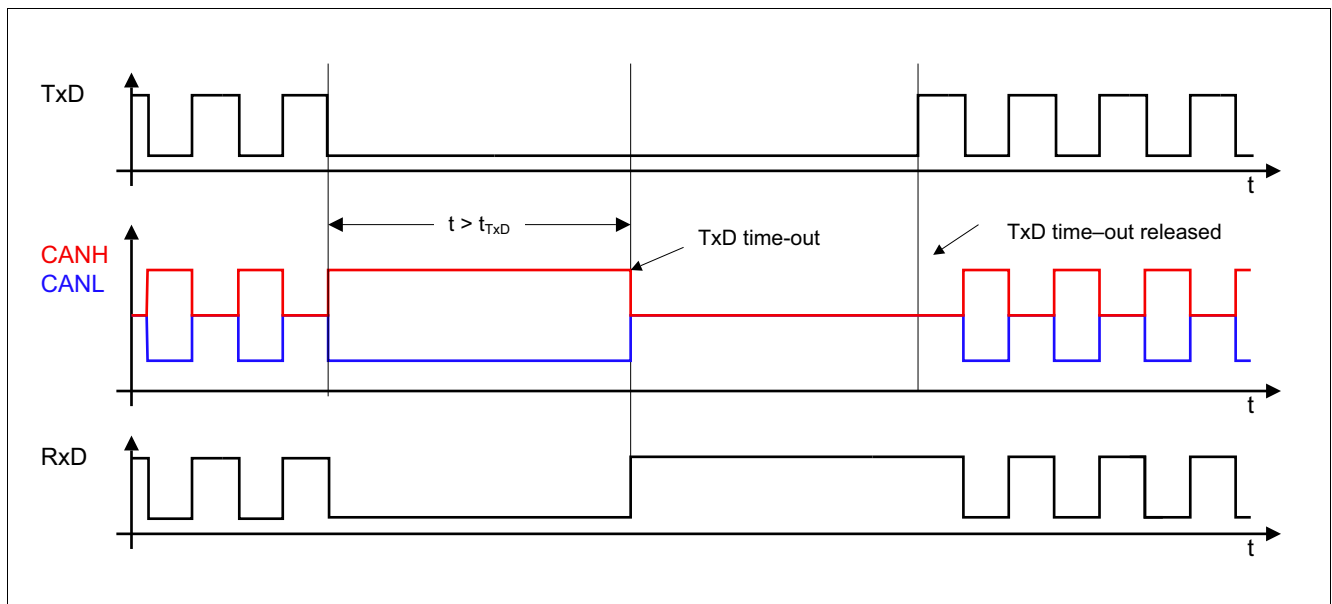 TxD
t
t > tTxD
TxD time-out
TxD time–out released
CANH
CANL
t
RxD
t